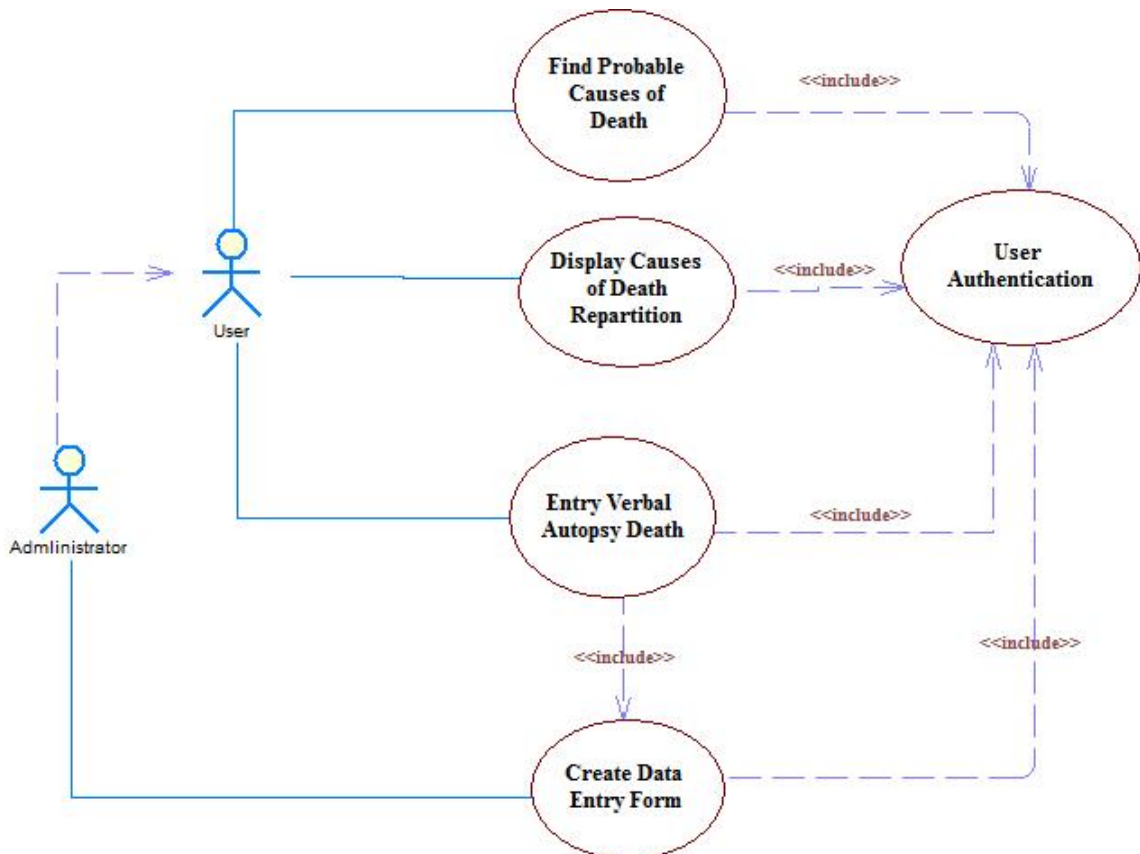 Find Probable
Causes of
Death
<<include>>
User
Authentication
Display Causes
of Death
Repartition
<<include>>
User
Entry Verbal
Autopsy Death
<<include>>
Admlinistrator
<<include>>
<<include>>
Create Data
Entry Form